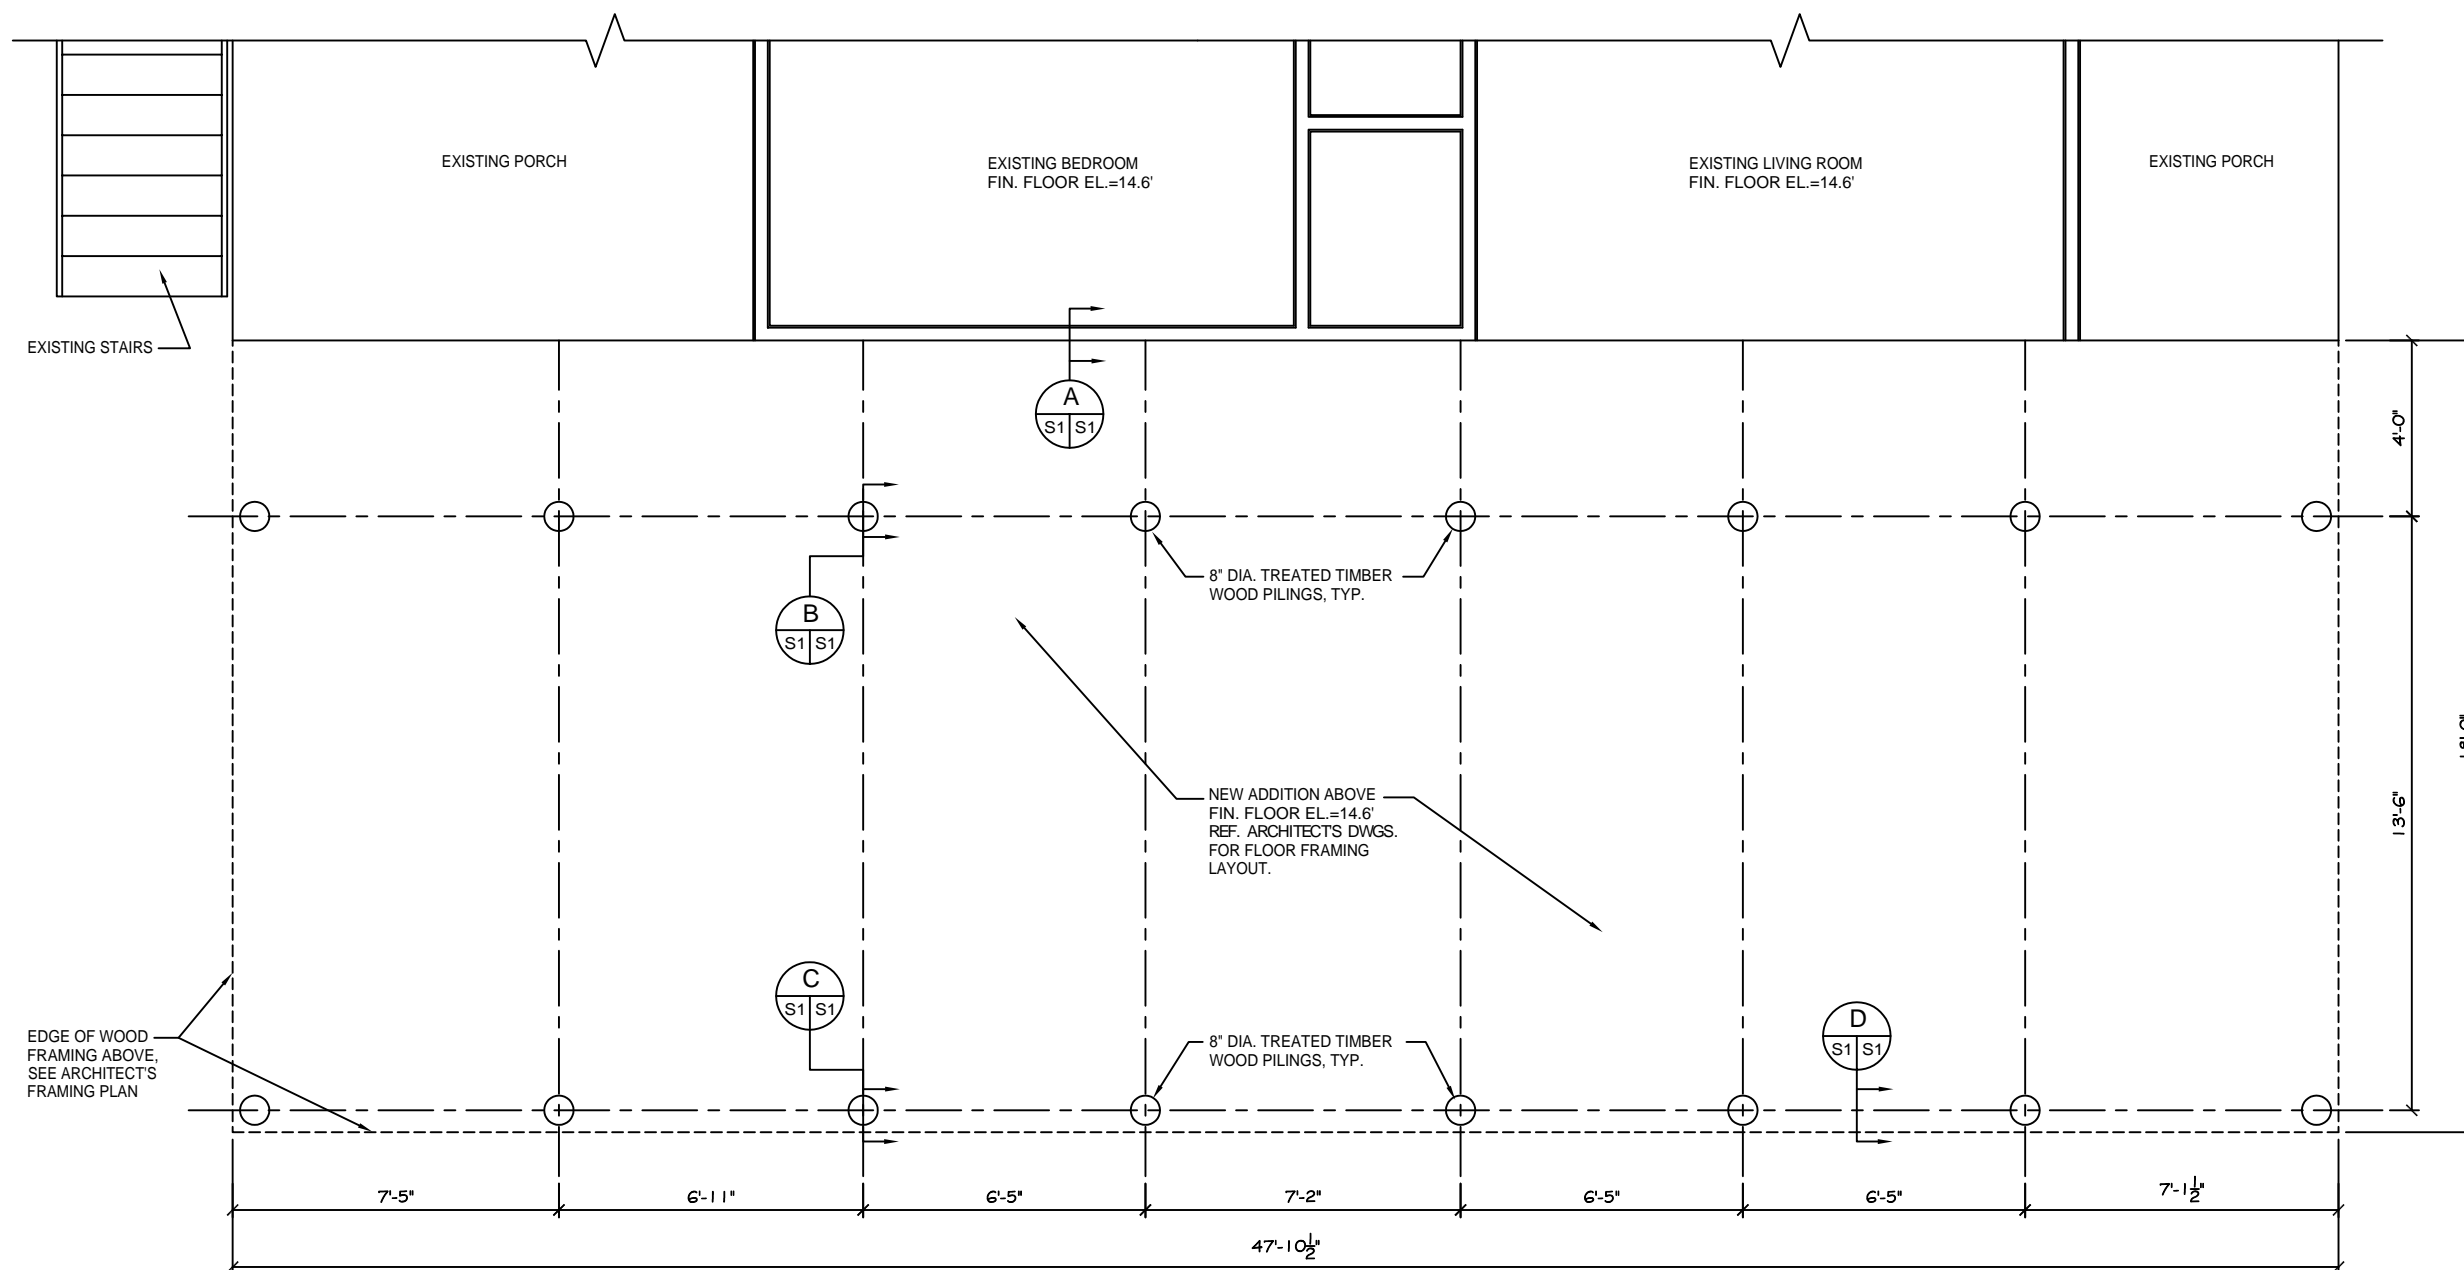 EXISTING PORCH
EXISTING BEDROOM
FIN. FLOOR EL.=14.6'
EXISTING LIVING ROOM
FIN. FLOOR EL.=14.6'
EXISTING PORCH
EXISTING STAIRS
A
S1 S1
4'-0"
B
S1 S1
8" DIA. TREATED TIMBER
WOOD PILINGS, TYP.
NEW ADDITION ABOVE
FIN. FLOOR EL.=14.6'
REF. ARCHITECT'S DWGS.
FOR FLOOR FRAMING
LAYOUT.
13'-6"
C
S1 S1
D
S1 S1
EDGE OF WOOD
FRAMING ABOVE,
SEE ARCHITECT'S
FRAMING PLAN
8" DIA. TREATED TIMBER
WOOD PILINGS, TYP.
7'-5"
6'-11"
6'-5"
7'-2"
6'-5"
6'-5"
7'-1 1/2"
47'-10 1/2"